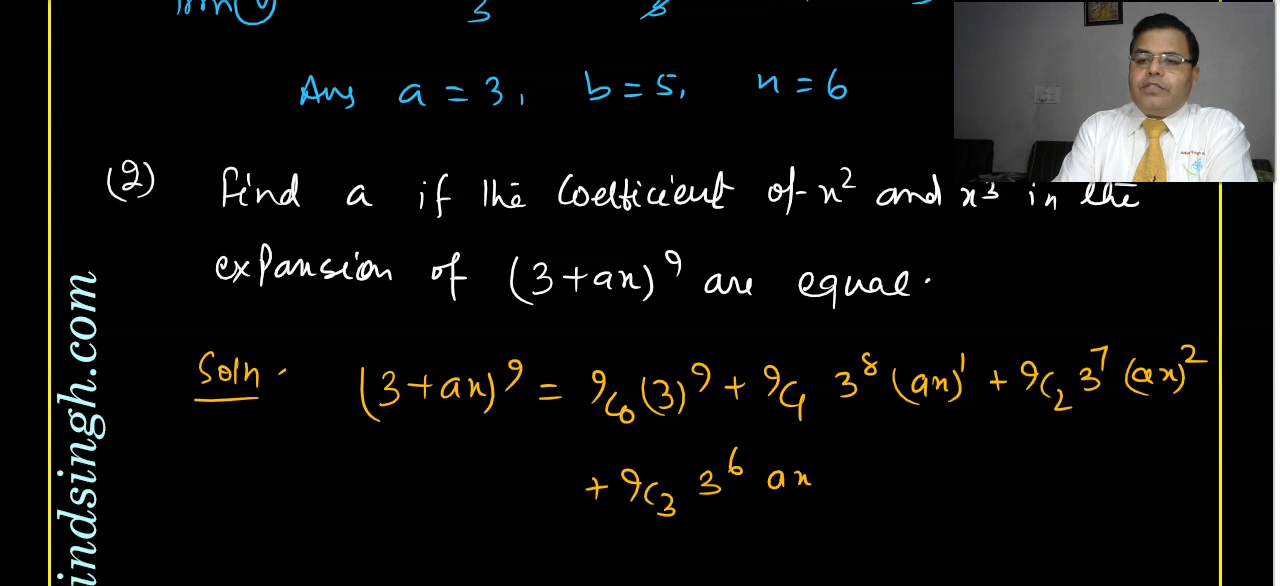 Ans a = 3, b = 5, n = 6
(2) Find a if the coefficient of x² and x³ in the
expansion of (3+ax)⁹ are equal.
Soln. (3+ax)⁹ = ⁹C₀(3)⁹ + ⁹C₁ 3⁸ (ax)¹ + ⁹C₂ 3⁷ (ax)²
+ ⁹C₃ 3⁶ ax
indsingh.com